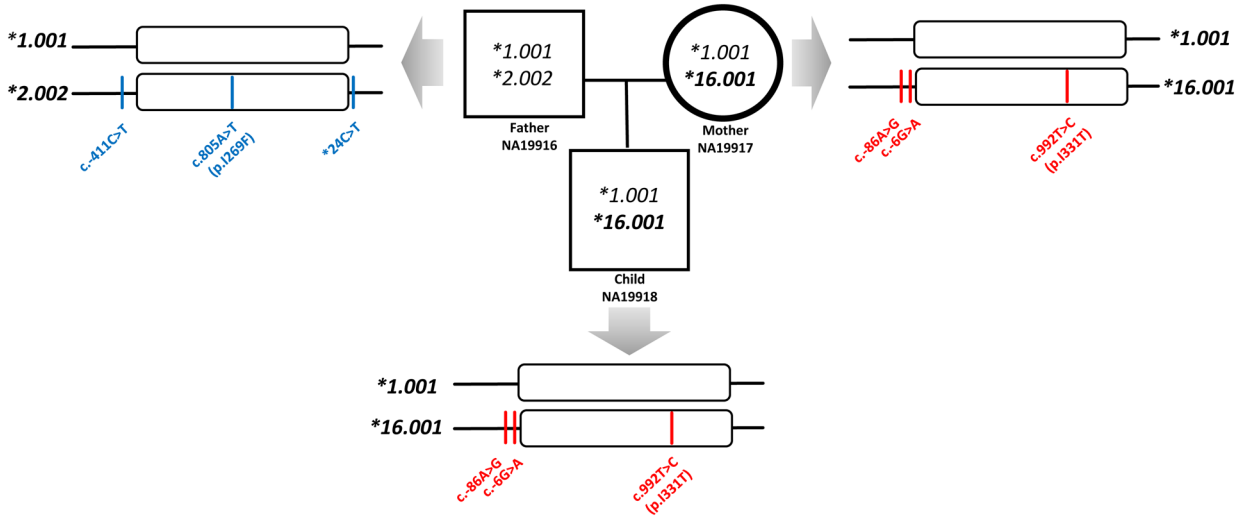 *1.001
*2.002
c.-411C>T
c.805A>T
(p.I269F)
*24C>T
*1.001
*2.002
Father
NA19916
*1.001
*16.001
Mother
NA19917
*1.001
*16.001
c.-86A>G
c.-6G>A
c.992T>C
(p.I331T)
*1.001
*16.001
Child
NA19918
*1.001
*16.001
c.-86A>G
c.-6G>A
c.992T>C
(p.I331T)